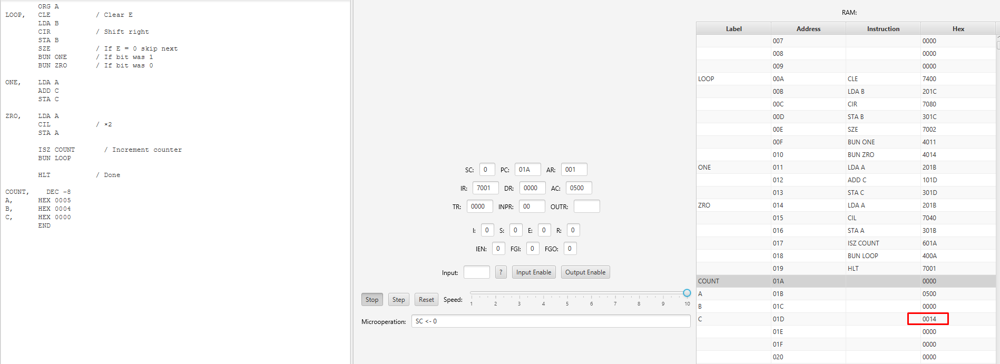 ORG A
LOOP, CLE / Clear E
LDA B
CIR / Shift right
STA B
SZE / If E = 0 skip next
BUN ONE / If bit was 1
BUN ZRO / If bit was 0
ONE, LDA A
ADD C
STA C
ZRO, LDA A
CIL / ×2
STA A
ISZ COUNT / Increment counter
BUN LOOP
HLT / Done
COUNT, DEC -8
A, HEX 0005
B, HEX 0004
C, HEX 0000
END
SC: 0 PC: 01A AR: 001
IR: 7001 DR: 0000 AC: 0500
TR: 0000 INPR: 00 OUTR:
I: 0 S: 0 E: 0 R: 0
IEN: 0 FGI: 0 FGO: 0
Input: ? Input Enable Output Enable
Stop Step Reset Speed: 1 2 3 4 5 6 7 8 9 10
Microoperation: SC <- 0
RAM:
Label Address Instruction Hex
007 0000
008 0000
009 0000
LOOP 00A CLE 7400
00B LDA B 201C
00C CIR 7080
00D STA B 301C
00E SZE 7002
00F BUN ONE 4011
010 BUN ZRO 4014
ONE 011 LDA A 201B
012 ADD C 101D
013 STA C 301D
ZRO 014 LDA A 201B
015 CIL 7040
016 STA A 301B
017 ISZ COUNT 601A
018 BUN LOOP 400A
019 HLT 7001
COUNT 01A 0000
A 01B 0500
B 01C 0000
C 01D 0014
01E 0000
01F 0000
020 0000